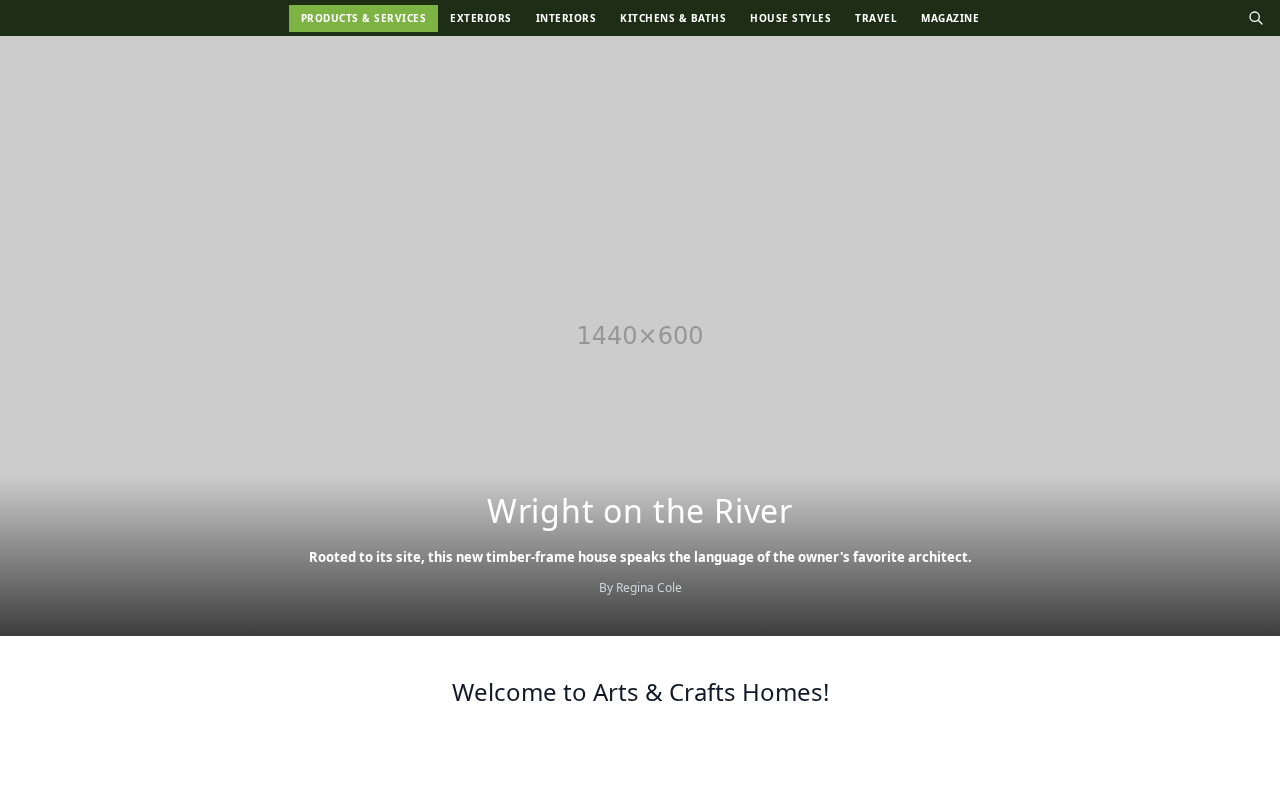 PRODUCTS & SERVICES EXTERIORS INTERIORS KITCHENS & BATHS HOUSE STYLES TRAVEL MAGAZINE
1440×600
Wright on the River
Rooted to its site, this new timber-frame house speaks the language of the owner's favorite architect.
By Regina Cole
Welcome to Arts & Crafts Homes!